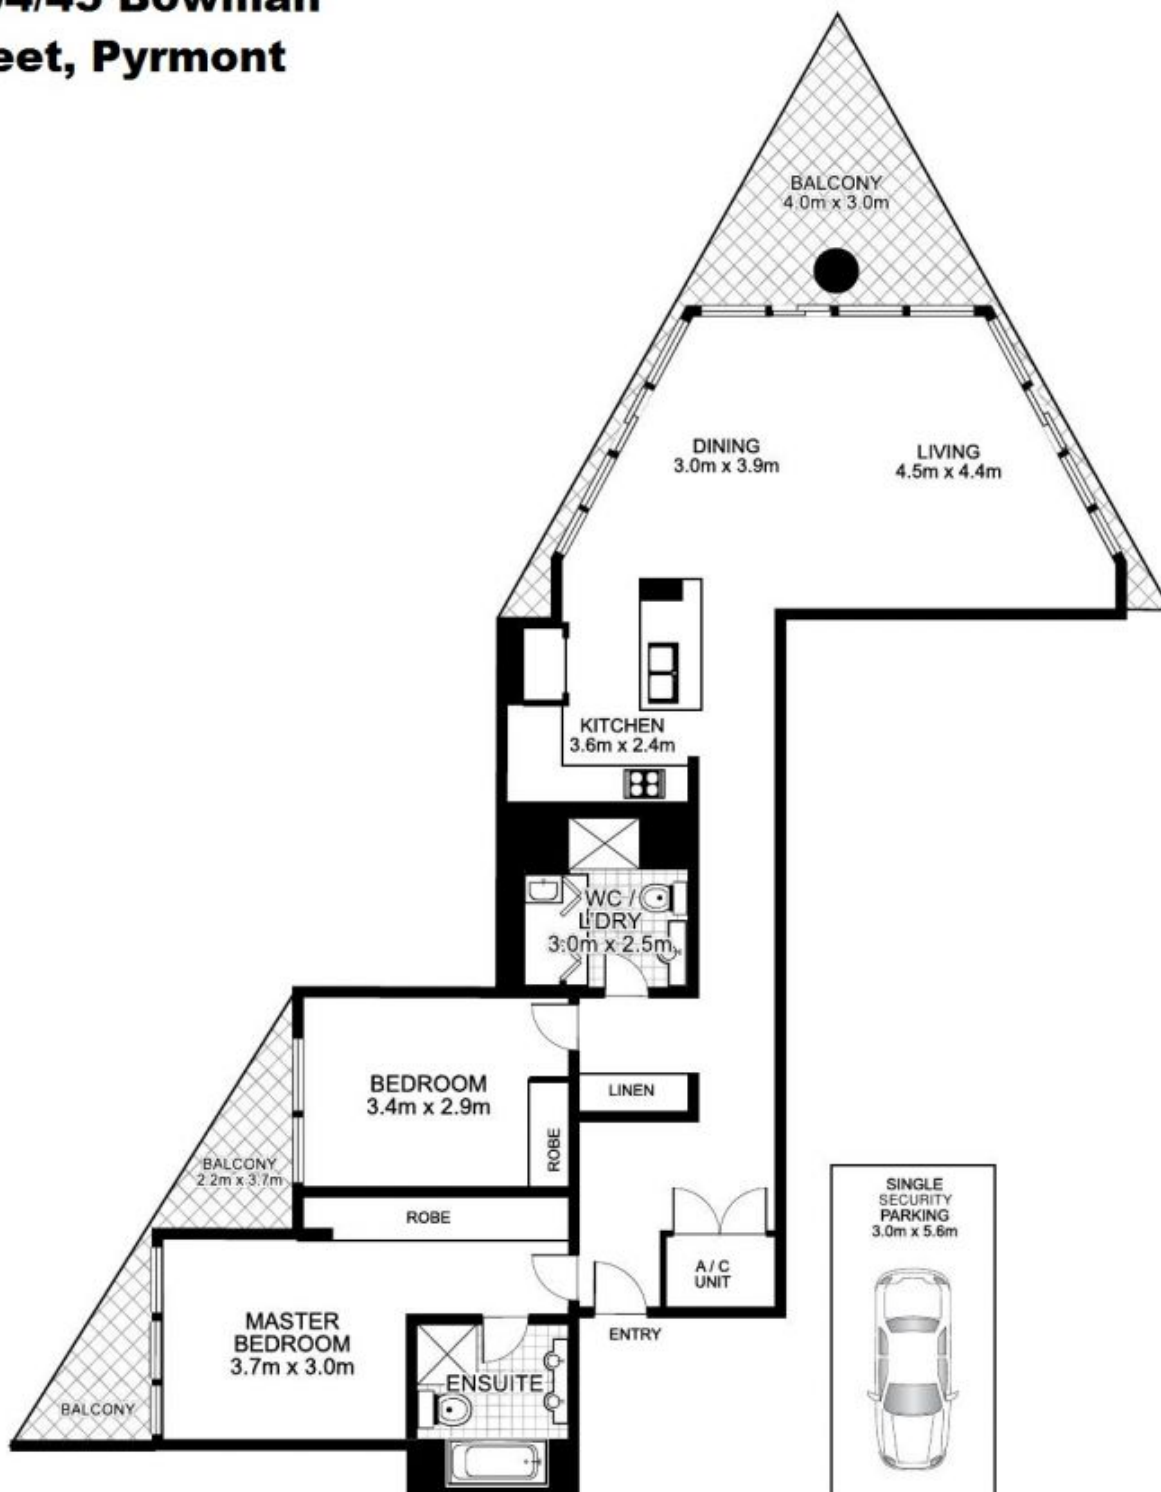 Bowman
Pyrmont
BALCONY
4.0m x 3.0m
DINING
3.0m x 3.9m
LIVING
4.5m x 4.4m
KITCHEN
3.6m x 2.4m
WC /
L'DRY
3.0m x 2.5m
BEDROOM
3.4m x 2.9m
LINEN
ROBE
BALCONY
2.2m x 3.7m
ROBE
SINGLE
SECURITY
PARKING
3.0m x 5.6m
A / C
UNIT
MASTER
BEDROOM
3.7m x 3.0m
ENTRY
ENSUITE
BALCONY